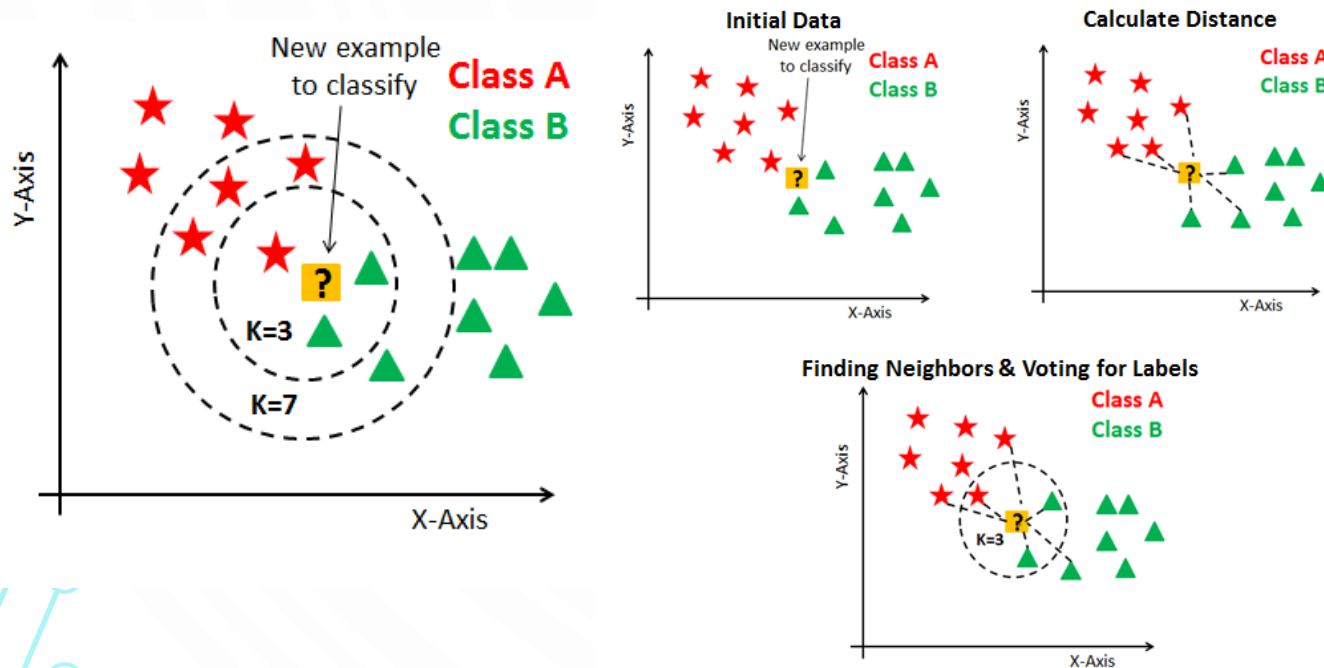 New example
to classify
Class A
Class B
Y-Axis
?
K=3
K=7
X-Axis
Initial Data
New example
to classify
Class A
Class B
Y-Axis
?
X-Axis
Calculate Distance
Class A
Class B
Y-Axis
?
X-Axis
Finding Neighbors & Voting for Labels
Class A
Class B
Y-Axis
?
K=3
X-Axis